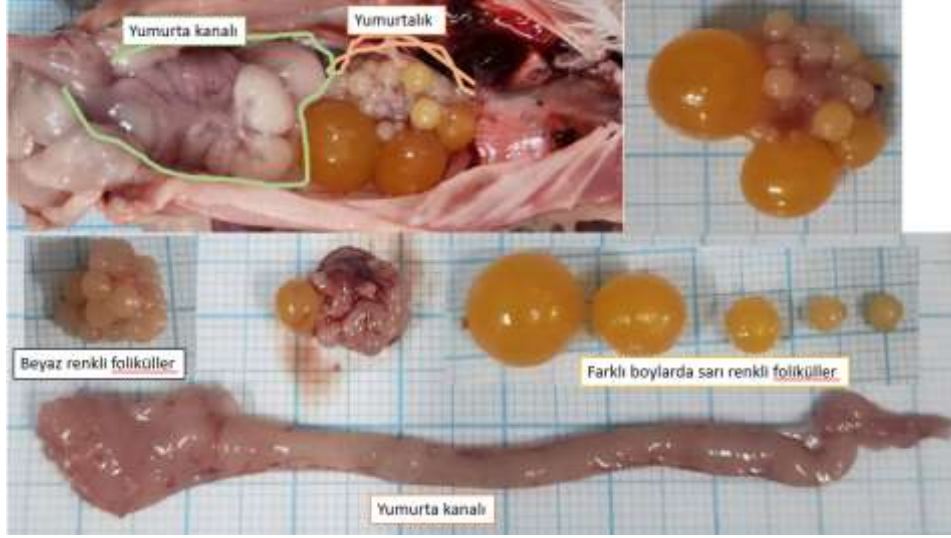 Yumurta kanalı
Yumurtalık
Beyaz renkli foliküller
Farklı boylarda sarı renkli foliküller
Yumurta kanalı